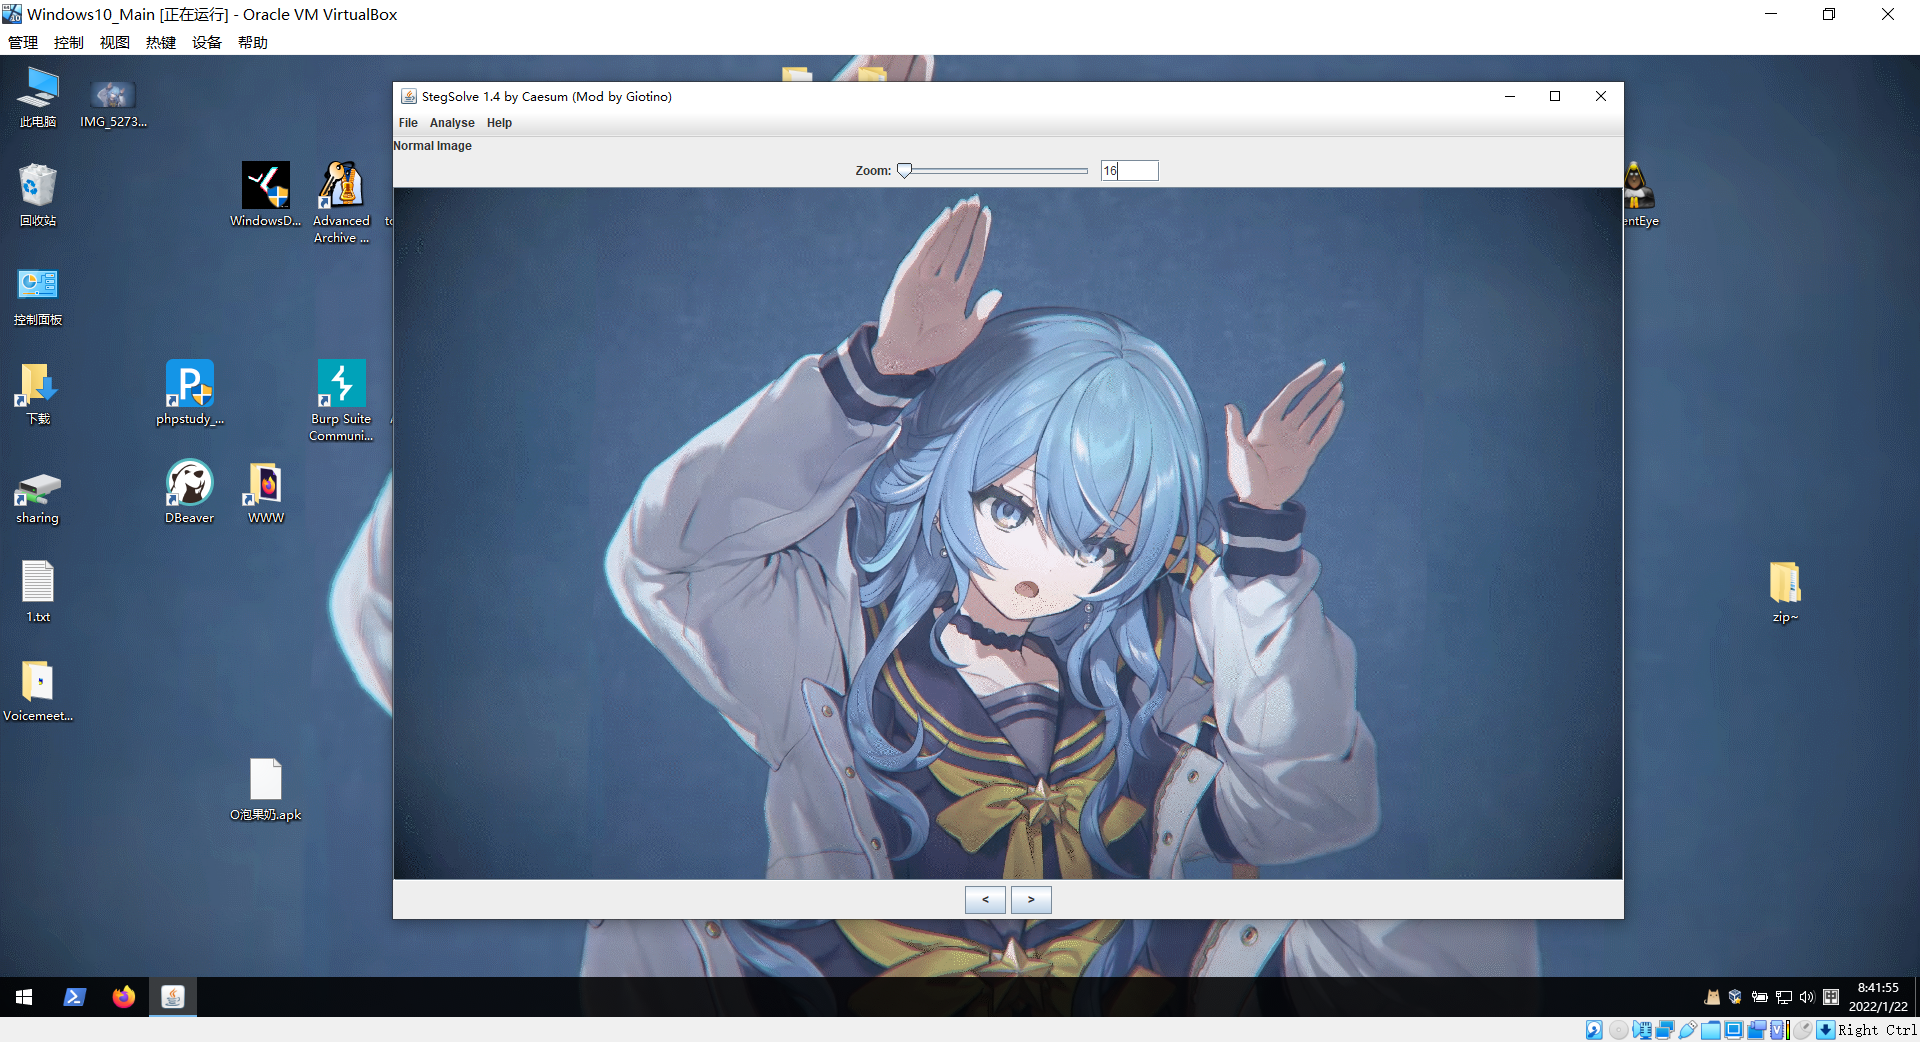 Windows10_Main [正在运行] - Oracle VM VirtualBox
管理 控制 视图 热键 设备 帮助
此电脑
IMG_5273...
回收站
WindowsD...
Advanced
Archive ...
控制面板
下载
phpstudy_...
Burp Suite
Communi...
sharing
DBeaver
WWW
1.txt
Voicemeet...
O泡果奶.apk
StegSolve 1.4 by Caesum (Mod by Giotino)
File Analyse Help
Normal Image
Zoom: 16
< >
entEye
zip~
8:41:55
2022/1/22
Right Ctrl